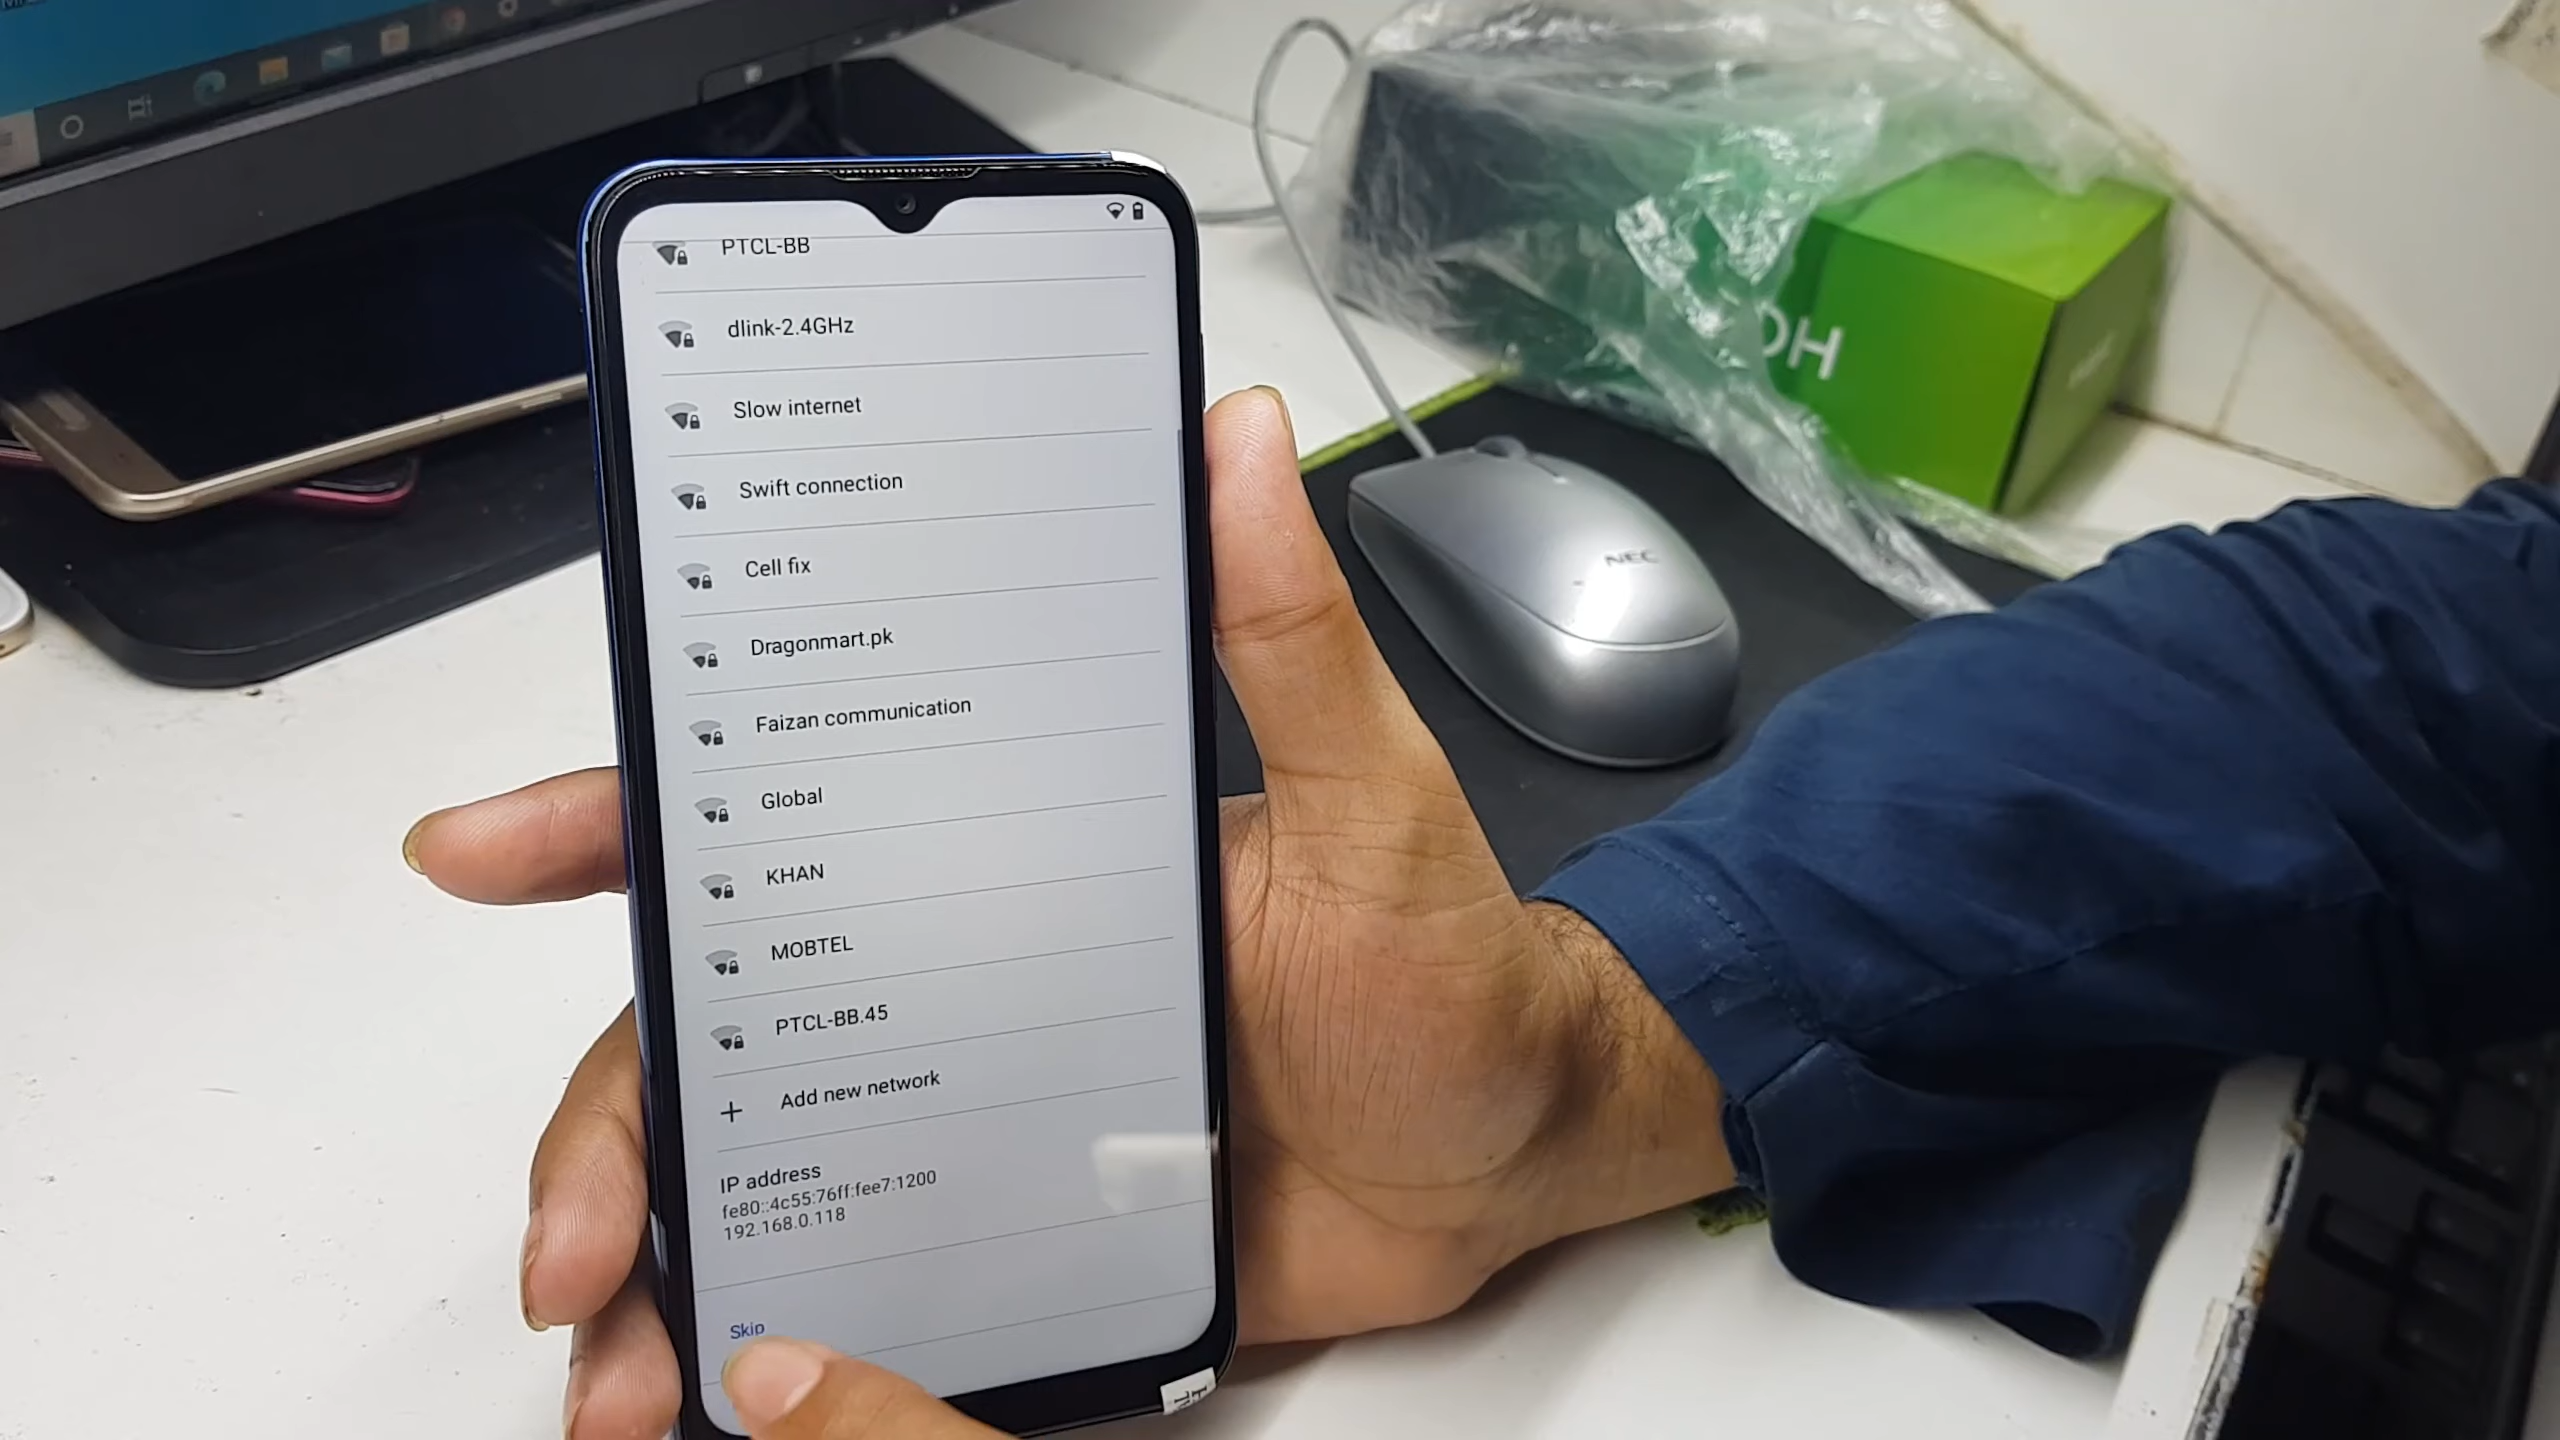 PTCL-BB
dlink-2.4GHz
Slow internet
Swift connection
Cell fix
Dragonmart.pk
Faizan communication
Global
KHAN
MOBTEL
PTCL-BB.45
Add new network
IP address
fe80::4c55:76ff:fee7:1200
192.168.0.118
Skip
NEC
OH